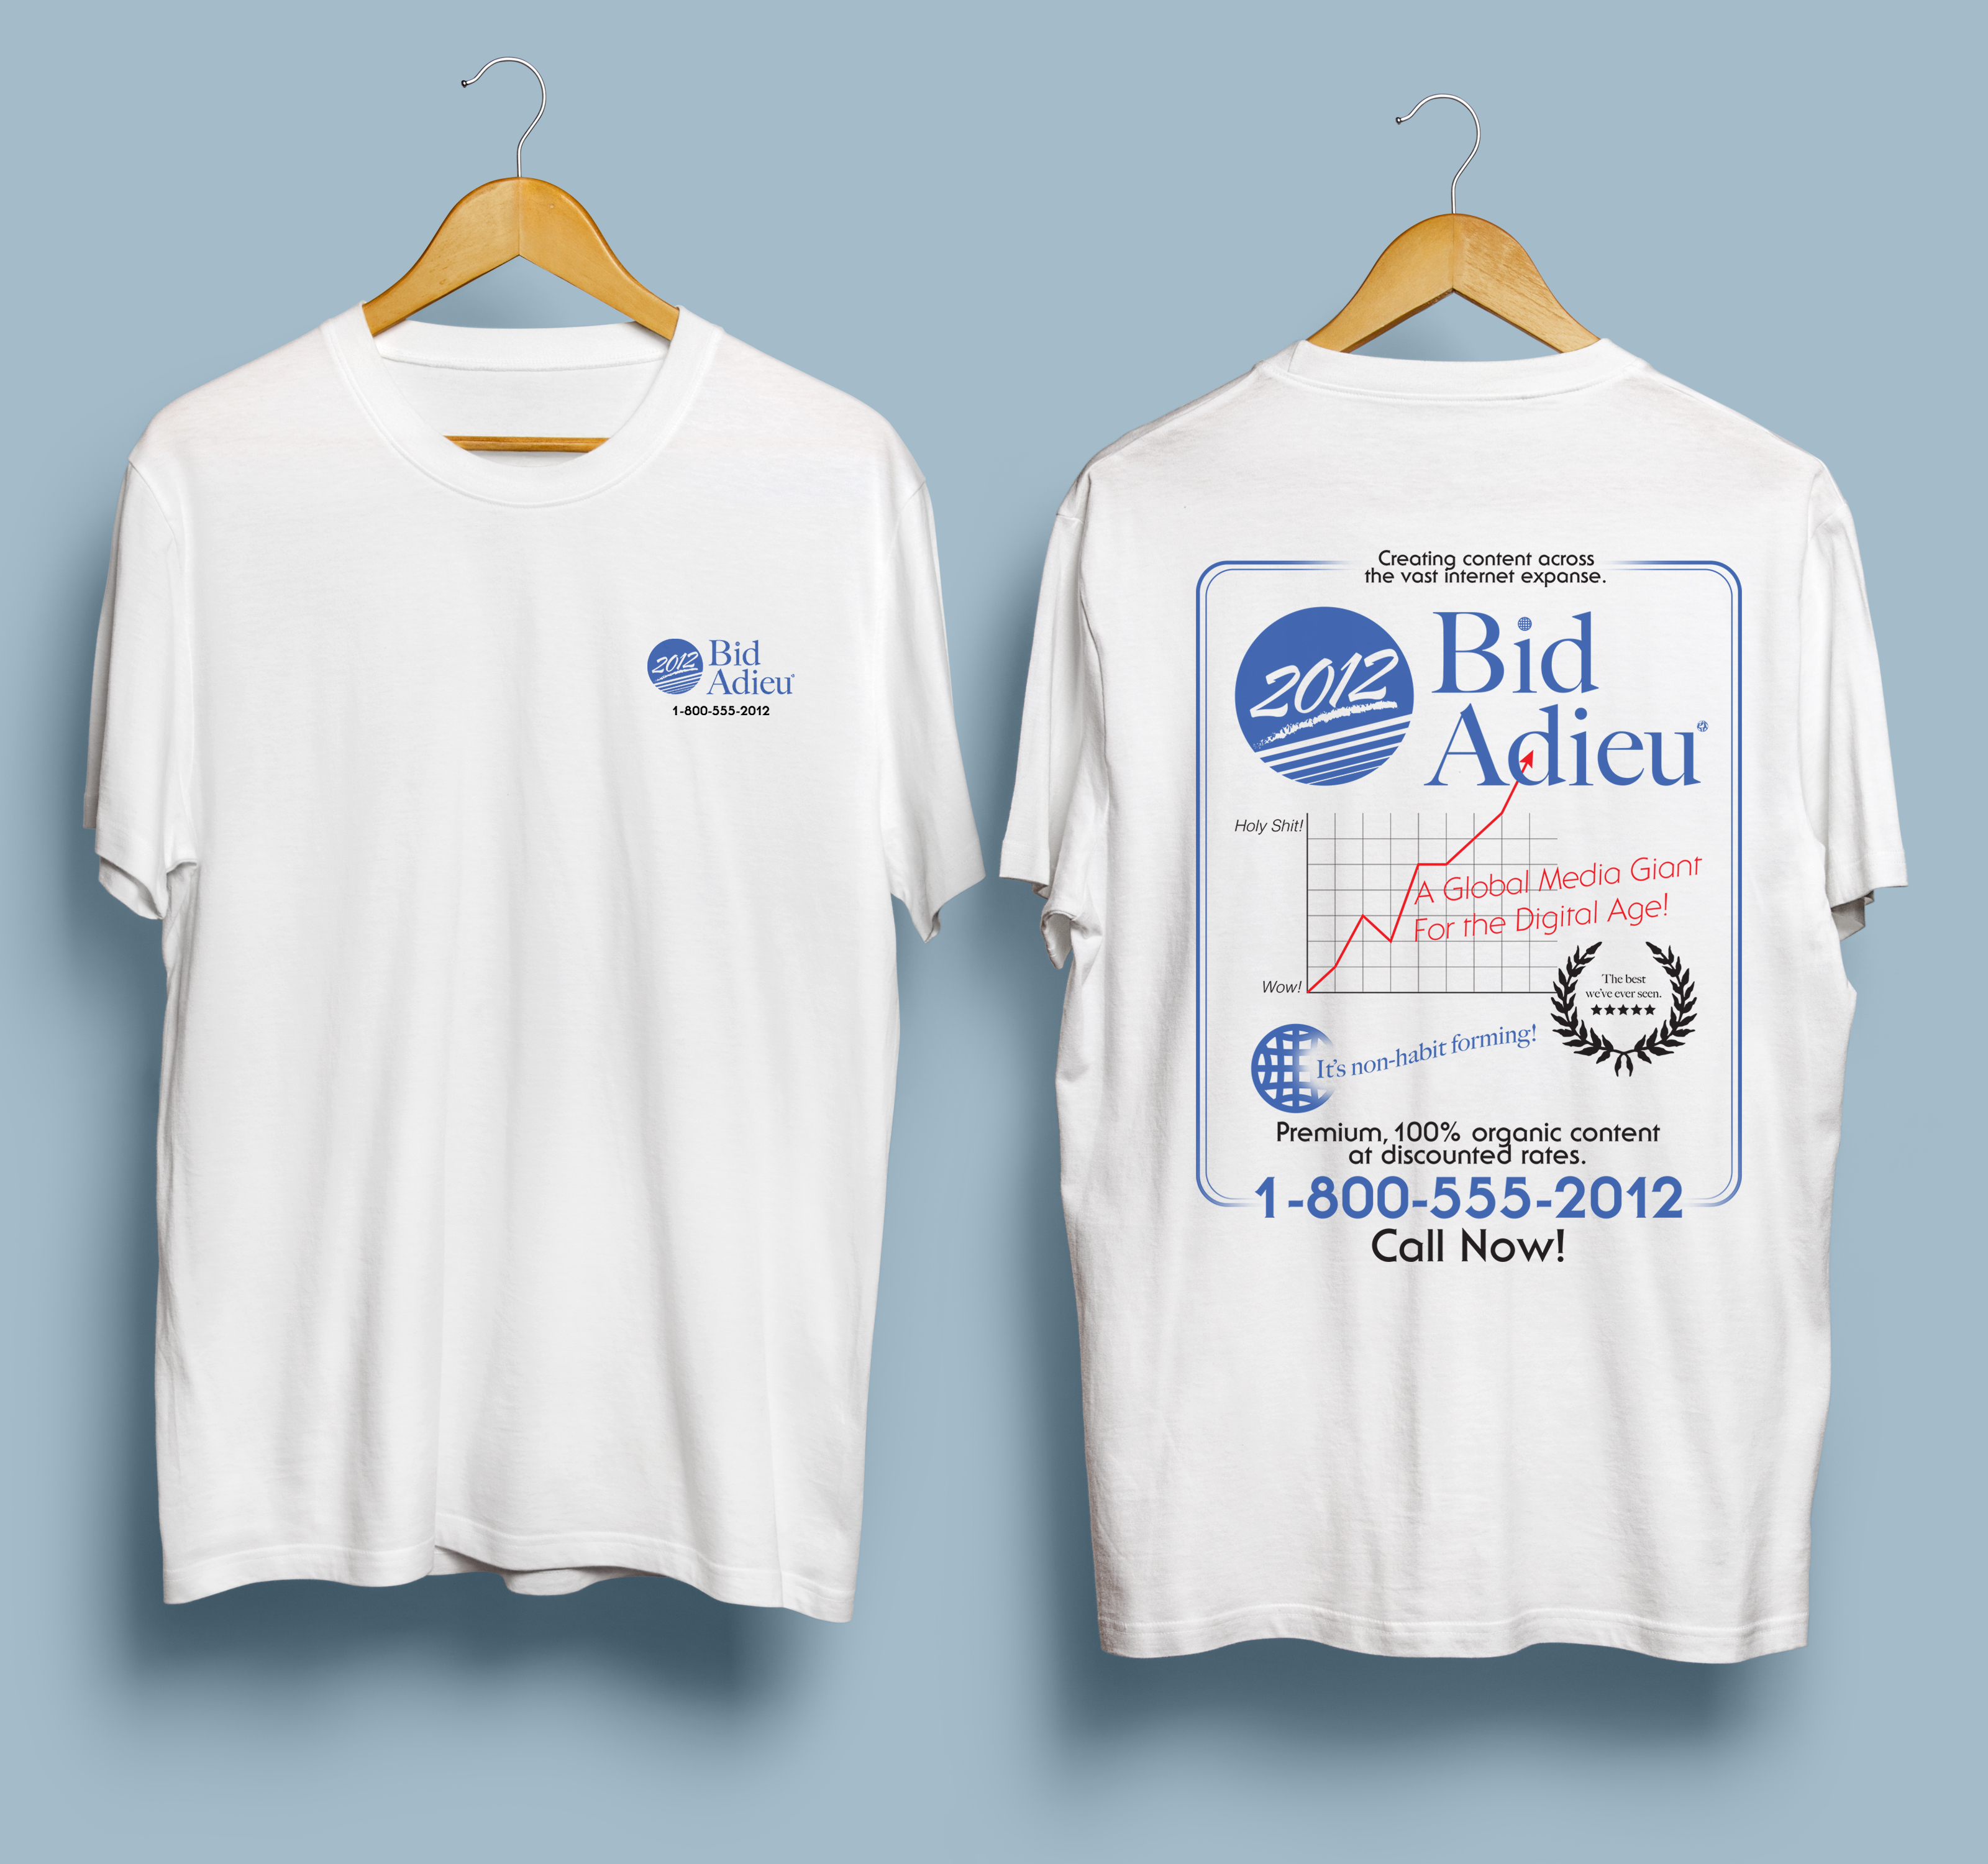 2012
Bid
Adieu
1-800-555-2012
Creating content across
the vast internet expanse.
2012
Bid
Adieu
Holy Shit!
A Global Media Giant
For the Digital Age!
Wow!
The best
we've ever seen.
It's non-habit forming!
Premium, 100% organic content
at discounted rates.
1-800-555-2012
Call Now!